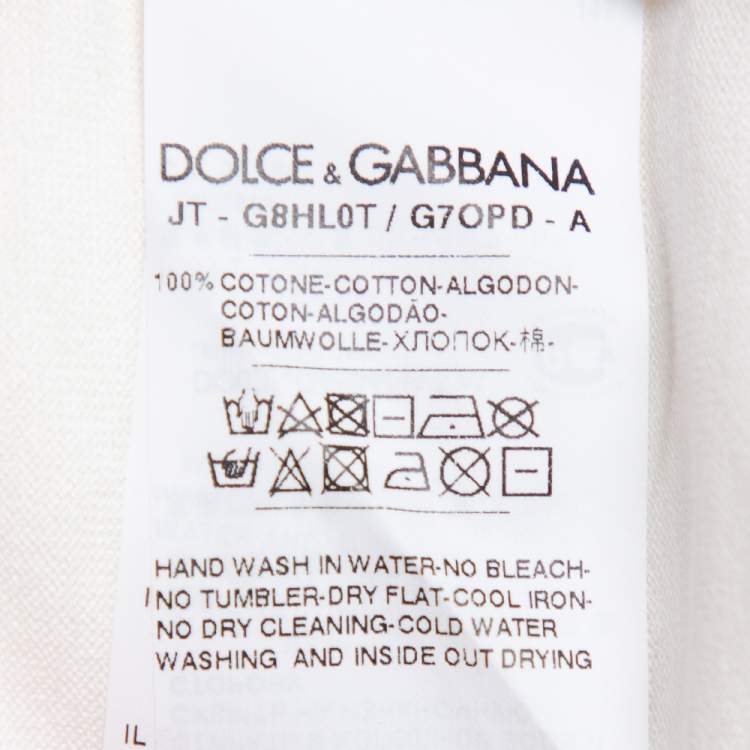 DOLCE & GABBANA
JT - G8HL0T / G7OPD - A
100% COTONE-COTTON-ALGODON-
COTON-ALGODÃO-
BAUMWOLLE-ХЛОПОК-棉-
HAND WASH IN WATER-NO BLEACH-
NO TUMBLER-DRY FLAT-COOL IRON-
NO DRY CLEANING-COLD WATER
WASHING AND INSIDE OUT DRYING
IL